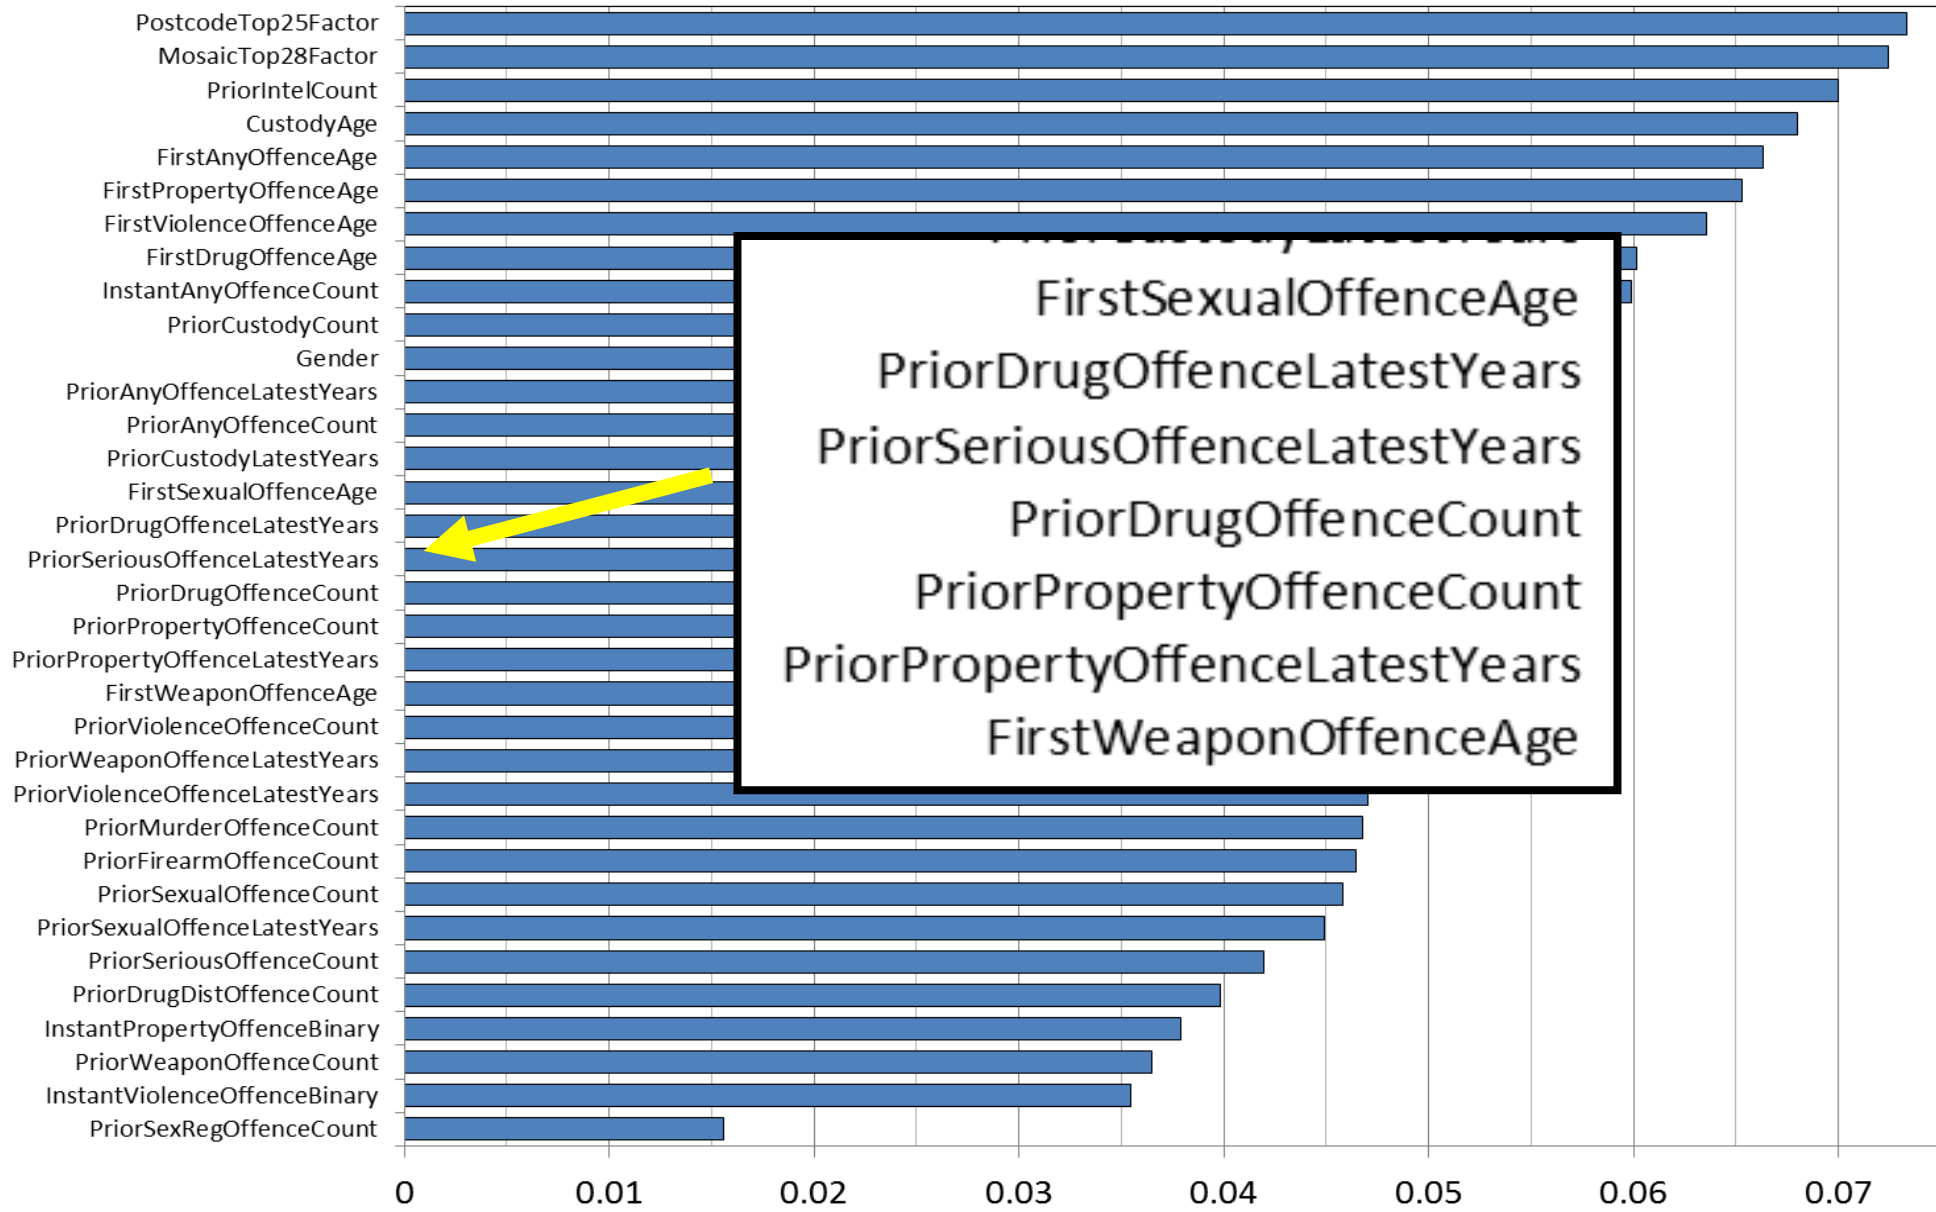 PostcodeTop25Factor
MosaicTop28Factor
PriorIntelCount
CustodyAge
FirstAnyOffenceAge
FirstPropertyOffenceAge
FirstViolenceOffenceAge
FirstDrugOffenceAge
InstantAnyOffenceCount
PriorCustodyCount
Gender
PriorAnyOffenceLatestYears
PriorAnyOffenceCount
PriorCustodyLatestYears
FirstSexualOffenceAge
PriorDrugOffenceLatestYears
PriorSeriousOffenceLatestYears
PriorDrugOffenceCount
PriorPropertyOffenceCount
PriorPropertyOffenceLatestYears
FirstWeaponOffenceAge
PriorViolenceOffenceCount
PriorWeaponOffenceLatestYears
PriorViolenceOffenceLatestYears
PriorMurderOffenceCount
PriorFirearmOffenceCount
PriorSexualOffenceCount
PriorSexualOffenceLatestYears
PriorSeriousOffenceCount
PriorDrugDistOffenceCount
InstantPropertyOffenceBinary
PriorWeaponOffenceCount
InstantViolenceOffenceBinary
PriorSexRegOffenceCount
FirstSexualOffenceAge
PriorDrugOffenceLatestYears
PriorSeriousOffenceLatestYears
PriorDrugOffenceCount
PriorPropertyOffenceCount
PriorPropertyOffenceLatestYears
FirstWeaponOffenceAge
0 0.01 0.02 0.03 0.04 0.05 0.06 0.07